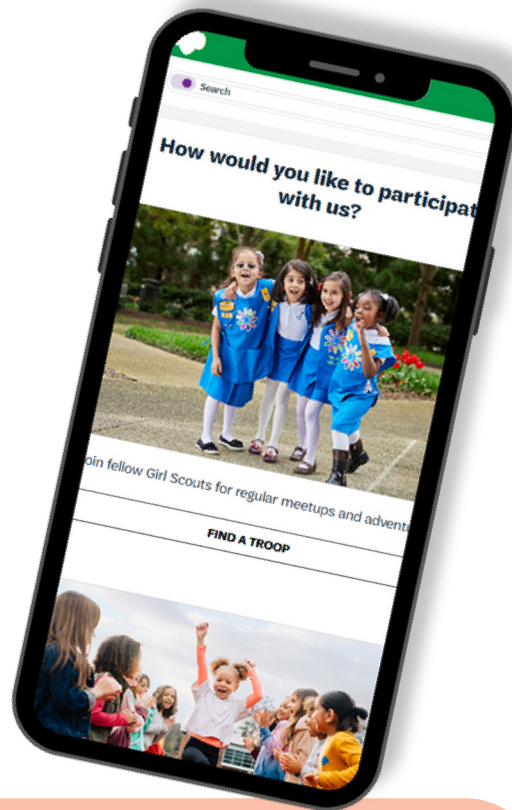 Search
How would you like to participat
with us?
oin fellow Girl Scouts for regular meetups and advent
FIND A TROOP